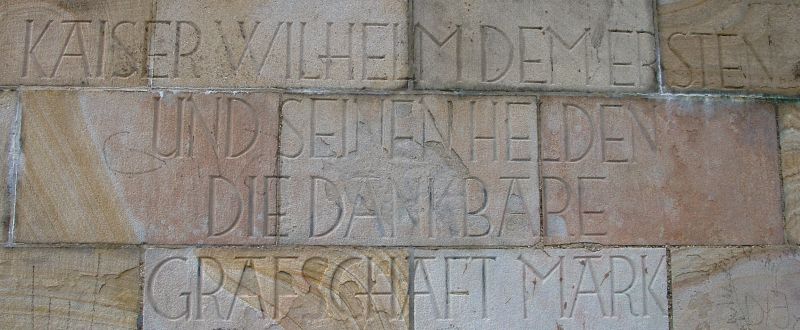 KAISER WILHELM DEM ERSTEN
UND SEINEN HELDEN
DIE DANKBARE
GRAFSCHAFT MARK